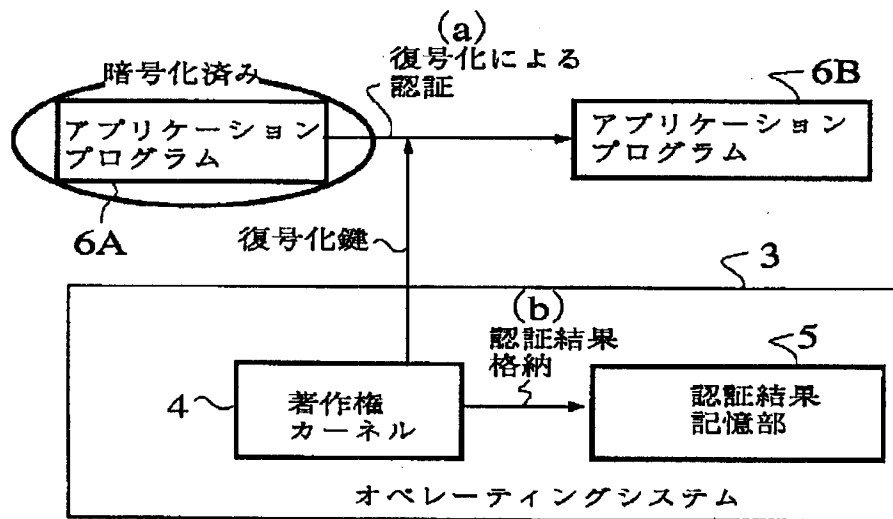 (a)
復号化による
認証
暗号化済み
アプリケーション
プログラム
6A
6B
アプリケーション
プログラム
復号化鍵
3
(b)
認証結果
格納
4
著作権
カーネル
5
認証結果
記憶部
オペレーティングシステム